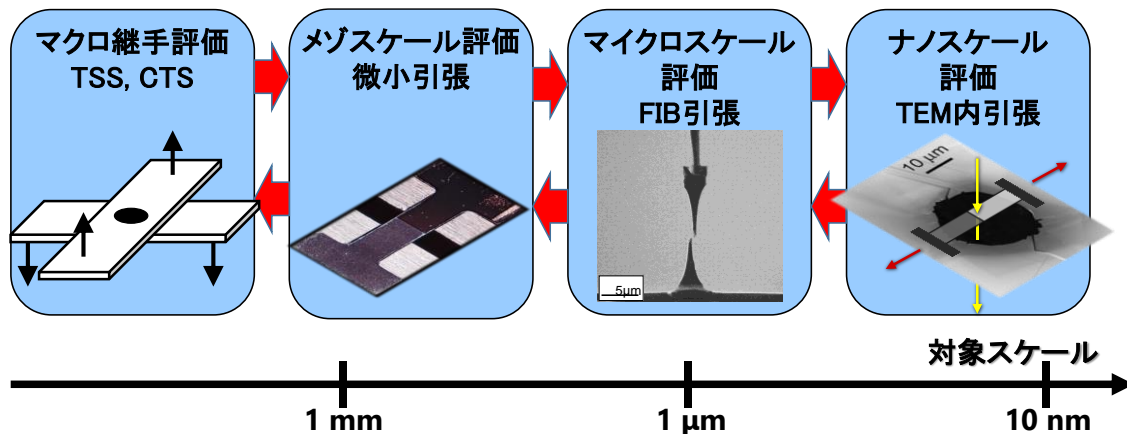 マクロ継手評価
TSS, CTS
メゾスケール評価
微小引張
マイクロスケール
評価
FIB引張
5μm
ナノスケール
評価
TEM内引張
10 μm
対象スケール
1 mm
1 μm
10 nm